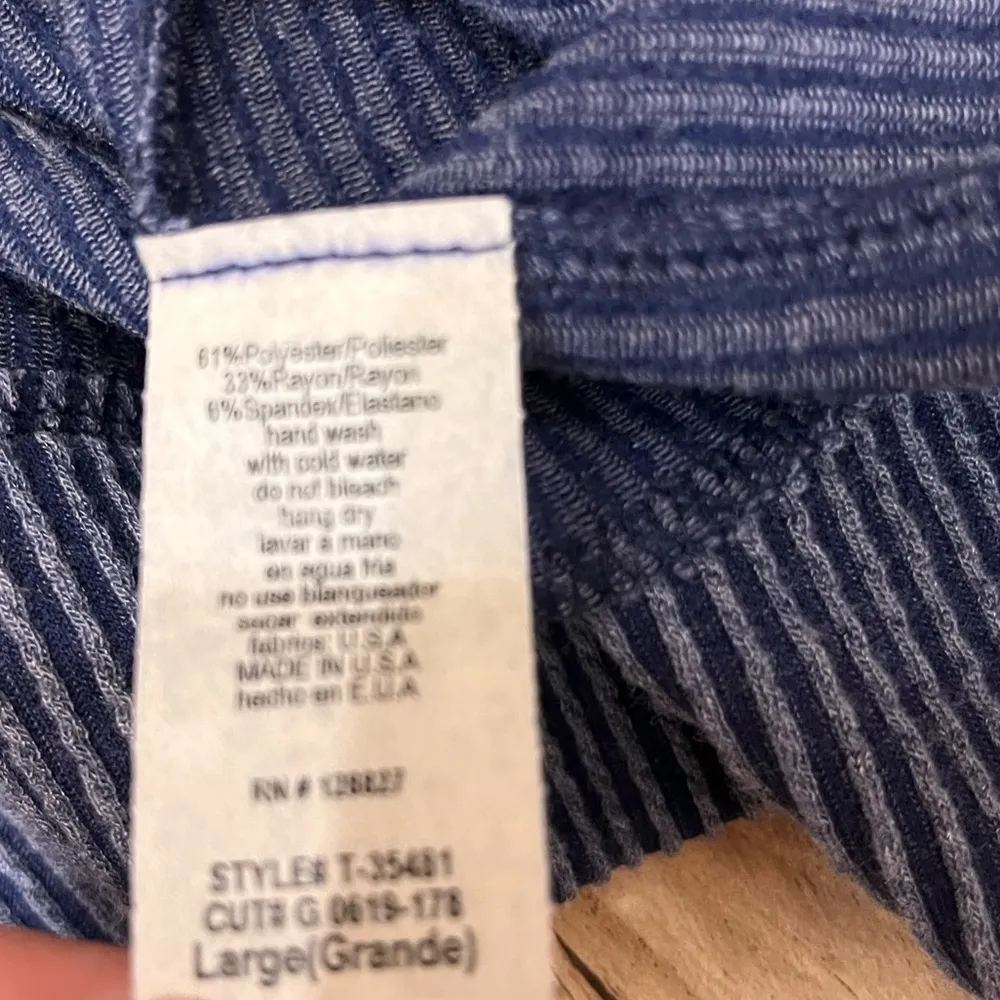 61%Polyester/Poliester
33%Rayon/Rayon
6%Spandex/Elastano
hand wash
with cold water
do not bleach
hang dry
lavar a mano
en agua fria
no use blanqueador
secar extendido
fabrics: U.S.A
MADE IN U.S.A
hecho en E.U.A
RN # 128827
STYLE# T-35481
CUT# G 0619-178
Large(Grande)